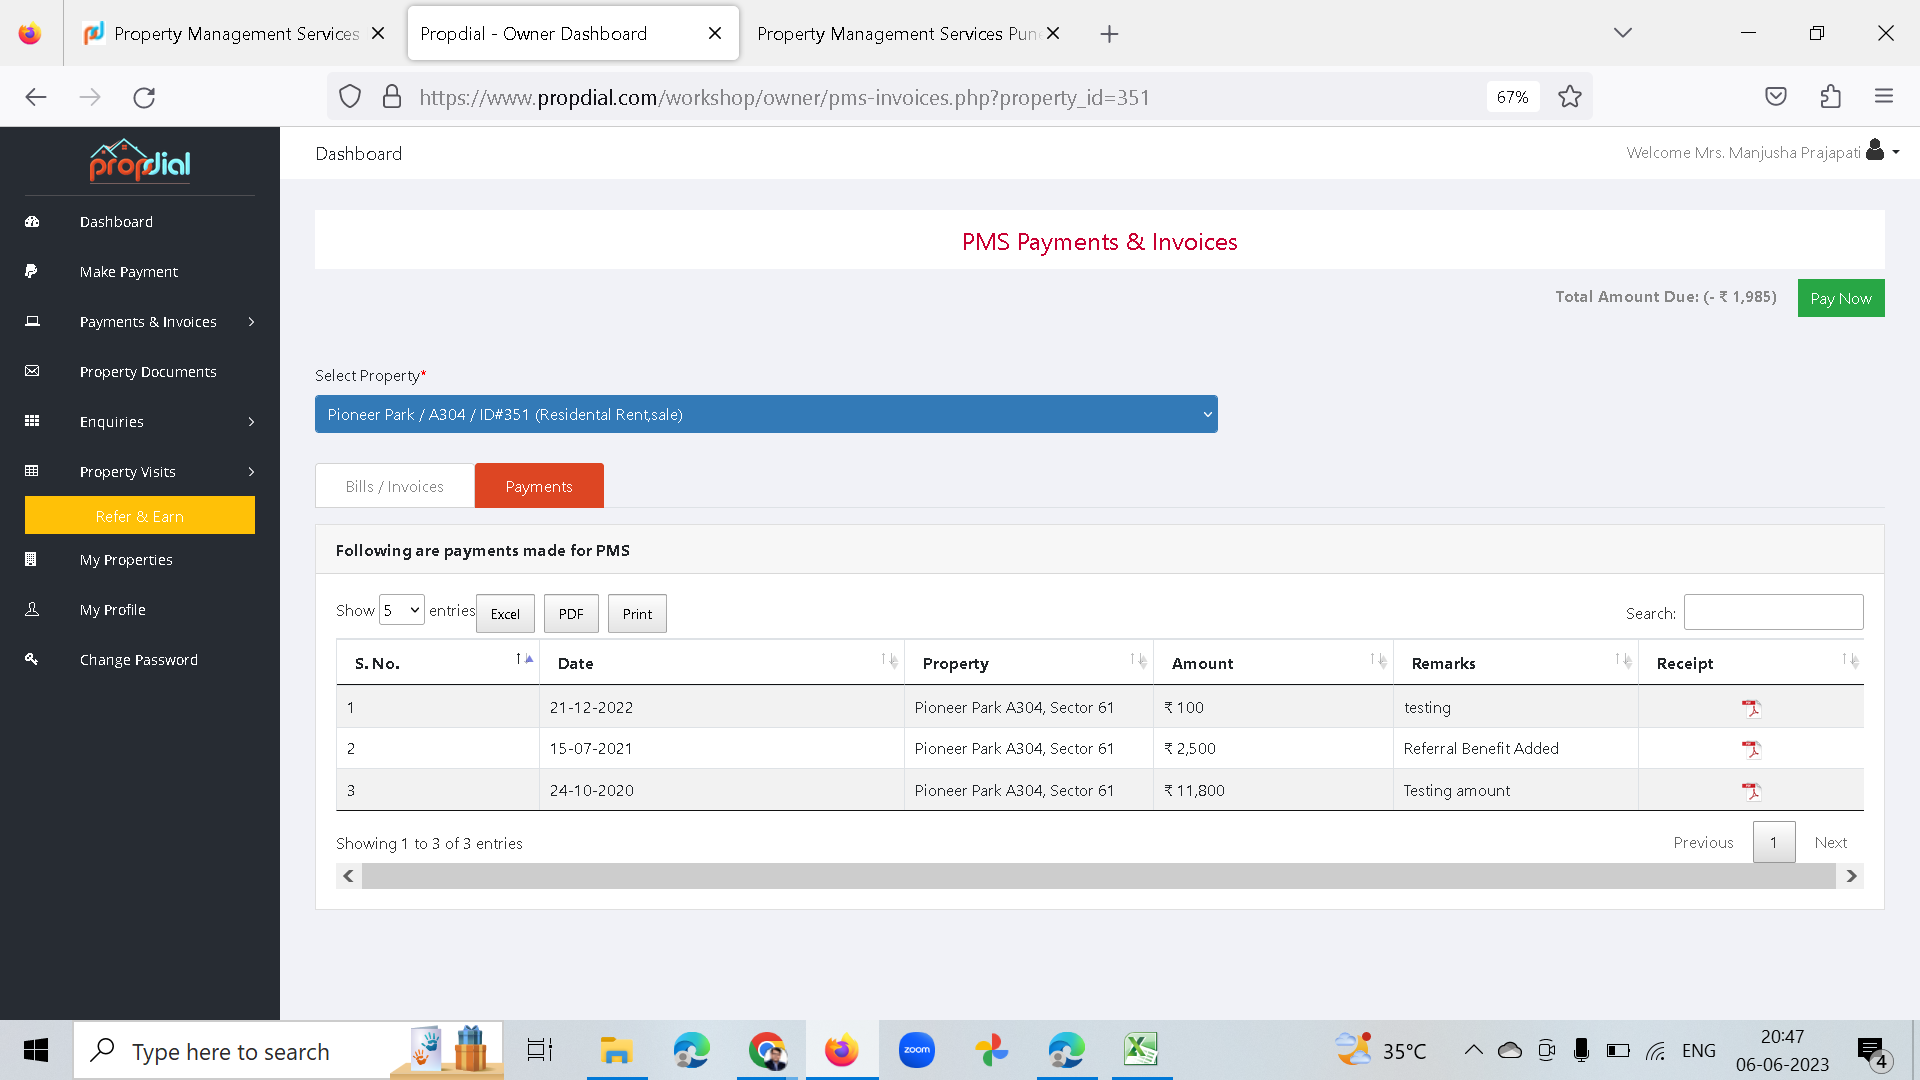 Property Management Services
Propdial - Owner Dashboard
Property Management Services Pun
https://www.propdial.com/workshop/owner/pms-invoices.php?property_id=351
67%
propdial
Dashboard
Welcome Mrs. Manjusha Prajapati
Dashboard
Make Payment
Payments & Invoices
Property Documents
Enquiries
Property Visits
Refer & Earn
My Properties
My Profile
Change Password
PMS Payments & Invoices
Total Amount Due: (- ₹ 1,985)
Pay Now
Select Property*
Pioneer Park / A304 / ID#351 (Residental Rent,sale)
Bills / Invoices
Payments
Following are payments made for PMS
Show 5 entries
Excel
PDF
Print
Search:
S. No. Date Property Amount Remarks Receipt
1 21-12-2022 Pioneer Park A304, Sector 61 ₹ 100 testing
2 15-07-2021 Pioneer Park A304, Sector 61 ₹ 2,500 Referral Benefit Added
3 24-10-2020 Pioneer Park A304, Sector 61 ₹ 11,800 Testing amount
Showing 1 to 3 of 3 entries
Previous 1 Next
Type here to search
zoom
35°C
ENG
20:47
06-06-2023
4